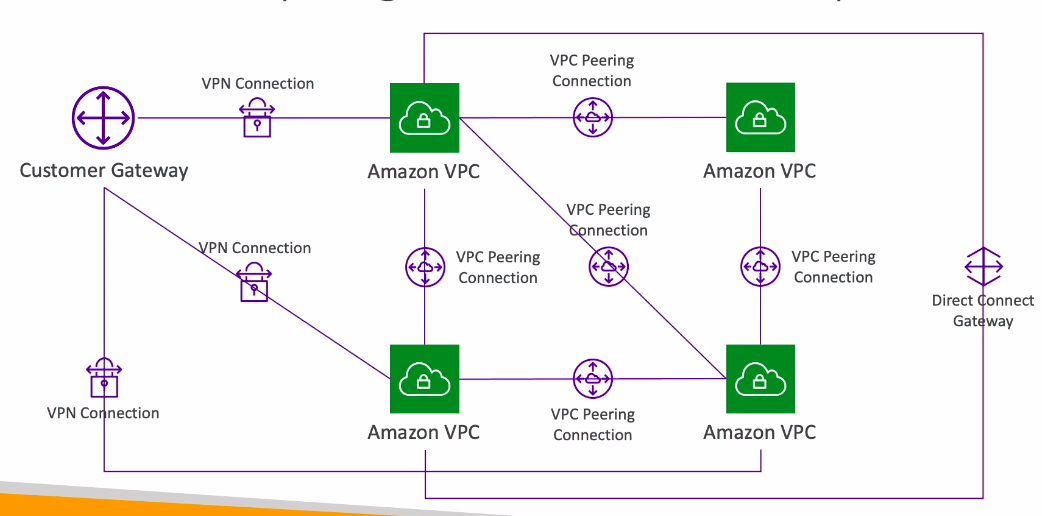 VPC Peering
Connection
VPN Connection
Customer Gateway
Amazon VPC
Amazon VPC
VPC Peering
Connection
VPN Connection
VPC Peering
Connection
VPC Peering
Connection
Direct Connect
Gateway
VPN Connection
VPC Peering
Connection
Amazon VPC
Amazon VPC